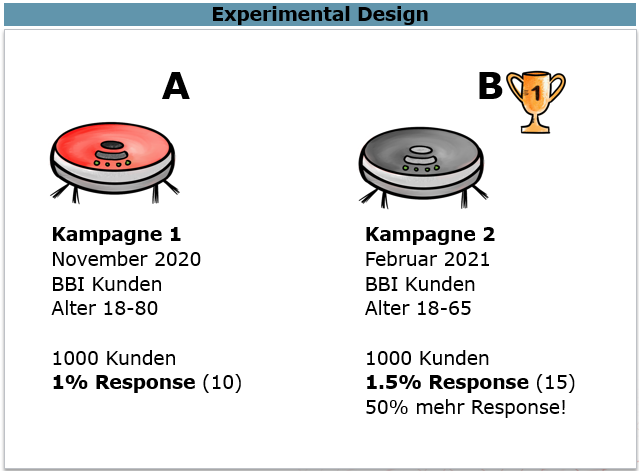 Experimental Design
A
B
1
Kampagne 1
November 2020
BBI Kunden
Alter 18-80
1000 Kunden
1% Response (10)
Kampagne 2
Februar 2021
BBI Kunden
Alter 18-65
1000 Kunden
1.5% Response (15)
50% mehr Response!